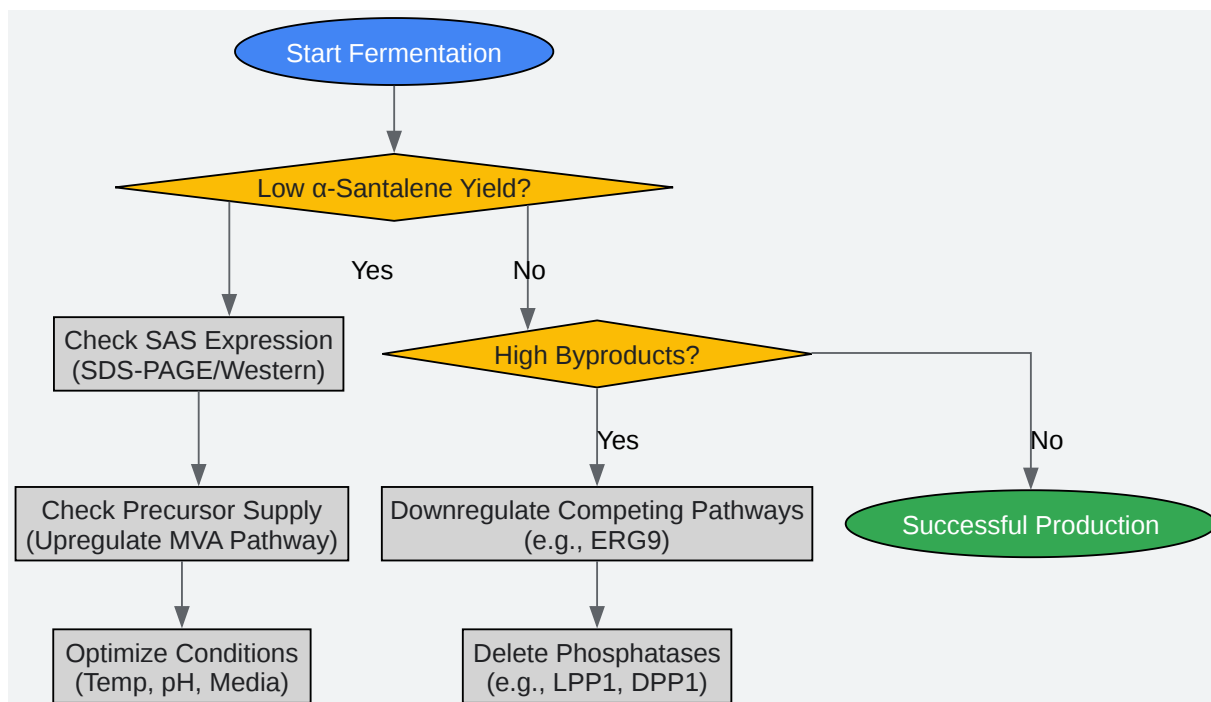 Start Fermentation
Low α-Santalene Yield?
Yes
No
Check SAS Expression
(SDS-PAGE/Western)
High Byproducts?
Yes
No
Check Precursor Supply
(Upregulate MVA Pathway)
Downregulate Competing Pathways
(e.g., ERG9)
Successful Production
Optimize Conditions
(Temp, pH, Media)
Delete Phosphatases
(e.g., LPP1, DPP1)